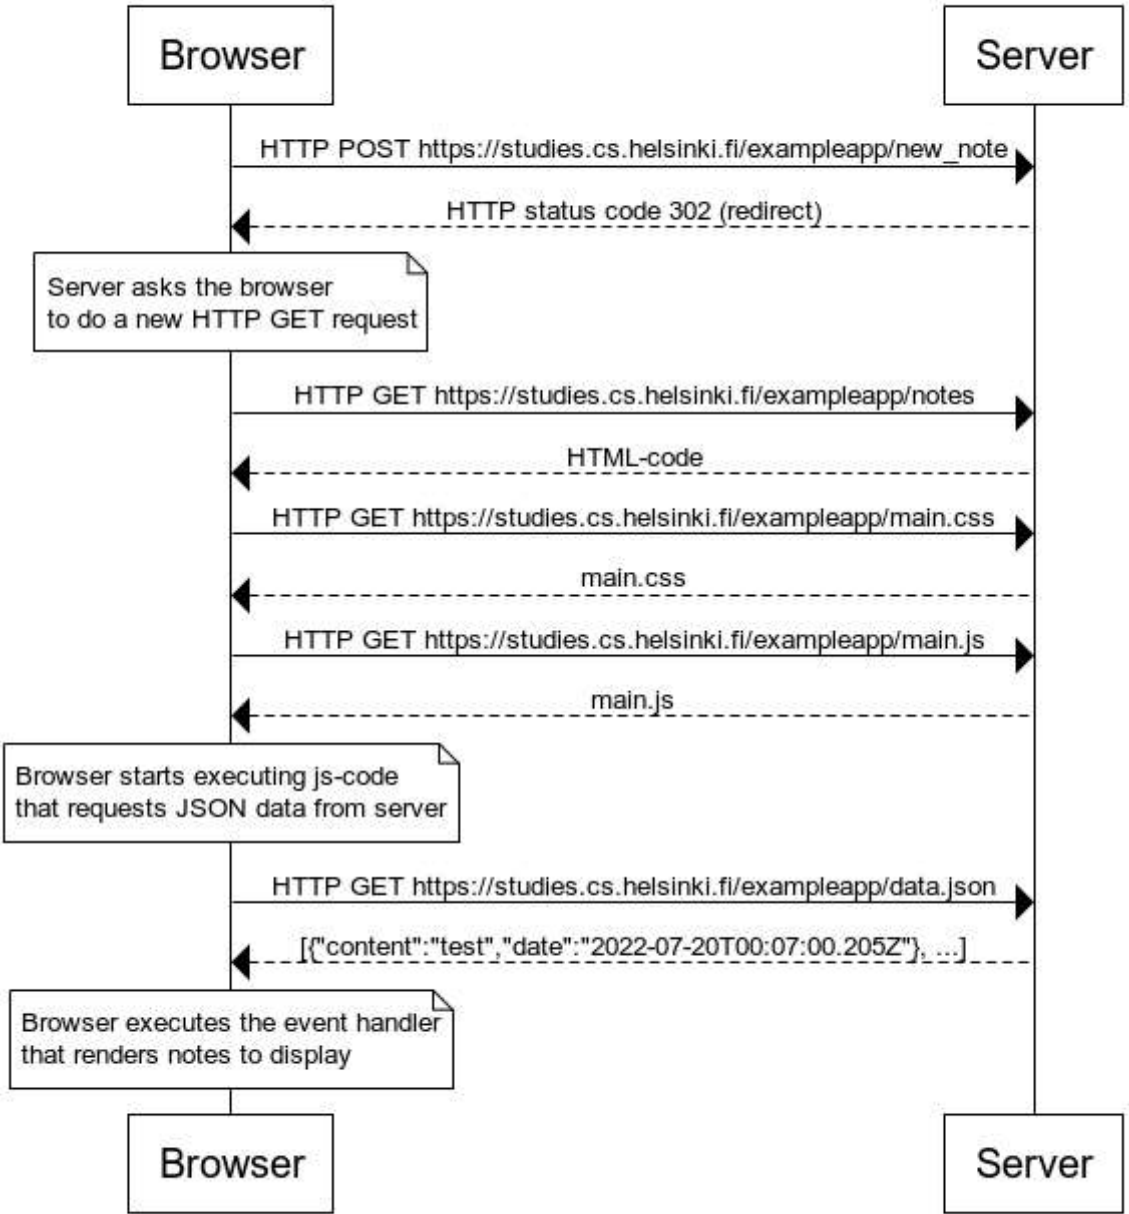 Browser
Server
HTTP POST https://studies.cs.helsinki.fi/exampleapp/new_note
HTTP status code 302 (redirect)
Server asks the browser
to do a new HTTP GET request
HTTP GET https://studies.cs.helsinki.fi/exampleapp/notes
HTML-code
HTTP GET https://studies.cs.helsinki.fi/exampleapp/main.css
main.css
HTTP GET https://studies.cs.helsinki.fi/exampleapp/main.js
main.js
Browser starts executing js-code
that requests JSON data from server
HTTP GET https://studies.cs.helsinki.fi/exampleapp/data.json
[{"content":"test","date":"2022-07-20T00:07:00.205Z"}, ...]
Browser executes the event handler
that renders notes to display
Browser
Server